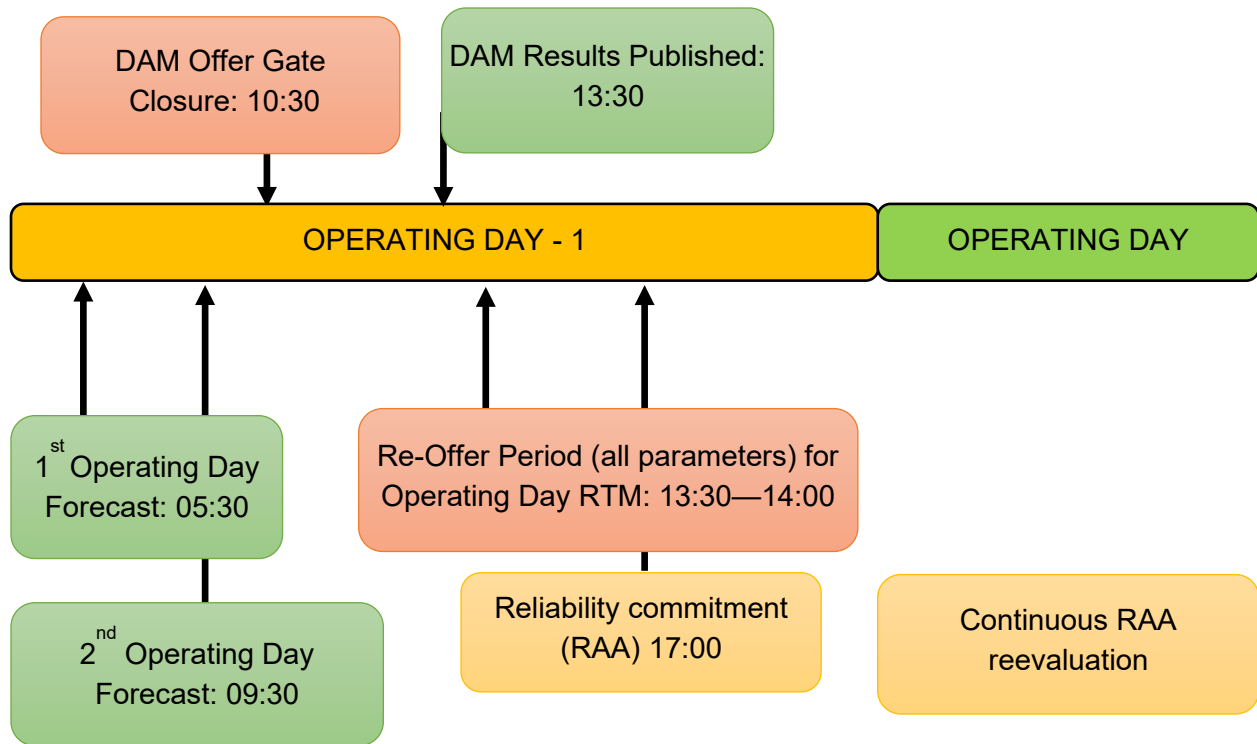 DAM Offer Gate
Closure: 10:30
DAM Results Published:
13:30
OPERATING DAY - 1
OPERATING DAY
1st Operating Day
Forecast: 05:30
Re-Offer Period (all parameters) for
Operating Day RTM: 13:30—14:00
2nd Operating Day
Forecast: 09:30
Reliability commitment
(RAA) 17:00
Continuous RAA
reevaluation